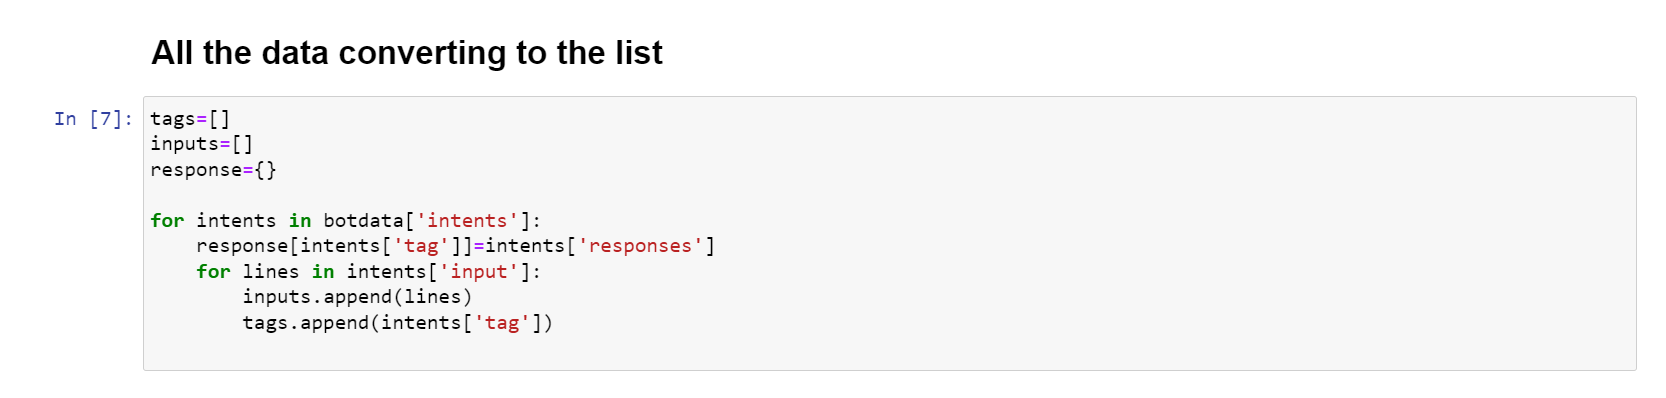 All the data converting to the list
In [7]:
tags=[]
inputs=[]
response={}
for intents in botdata['intents']:
    response[intents['tag']]=intents['responses']
    for lines in intents['input']:
        inputs.append(lines)
        tags.append(intents['tag'])